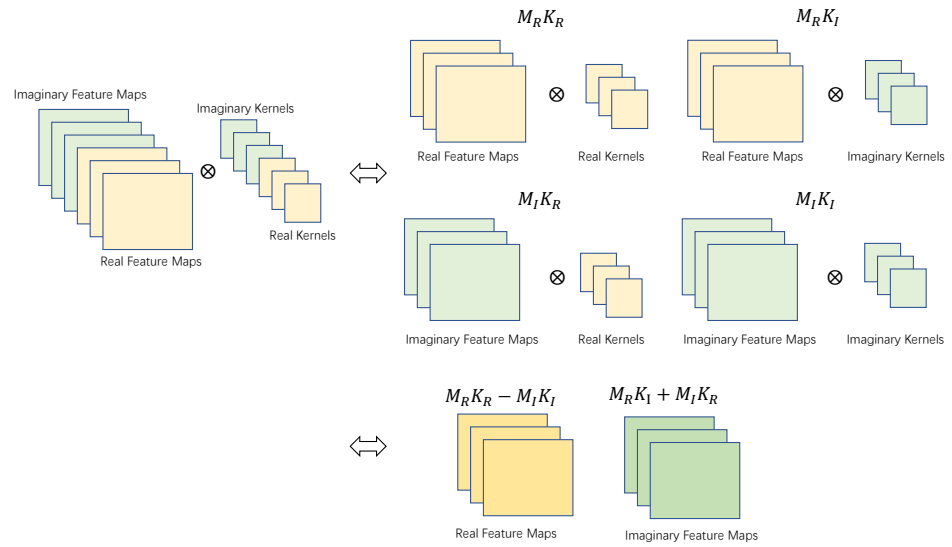 Imaginary Feature Maps
Imaginary Kernels
⊗
Real Kernels
Real Feature Maps
M_R K_R
M_R K_I
⊗
⊗
Real Feature Maps
Real Kernels
Real Feature Maps
Imaginary Kernels
M_I K_R
M_I K_I
⊗
⊗
Imaginary Feature Maps
Real Kernels
Imaginary Feature Maps
Imaginary Kernels
M_R K_R − M_I K_I
M_R K_I + M_I K_R
Real Feature Maps
Imaginary Feature Maps